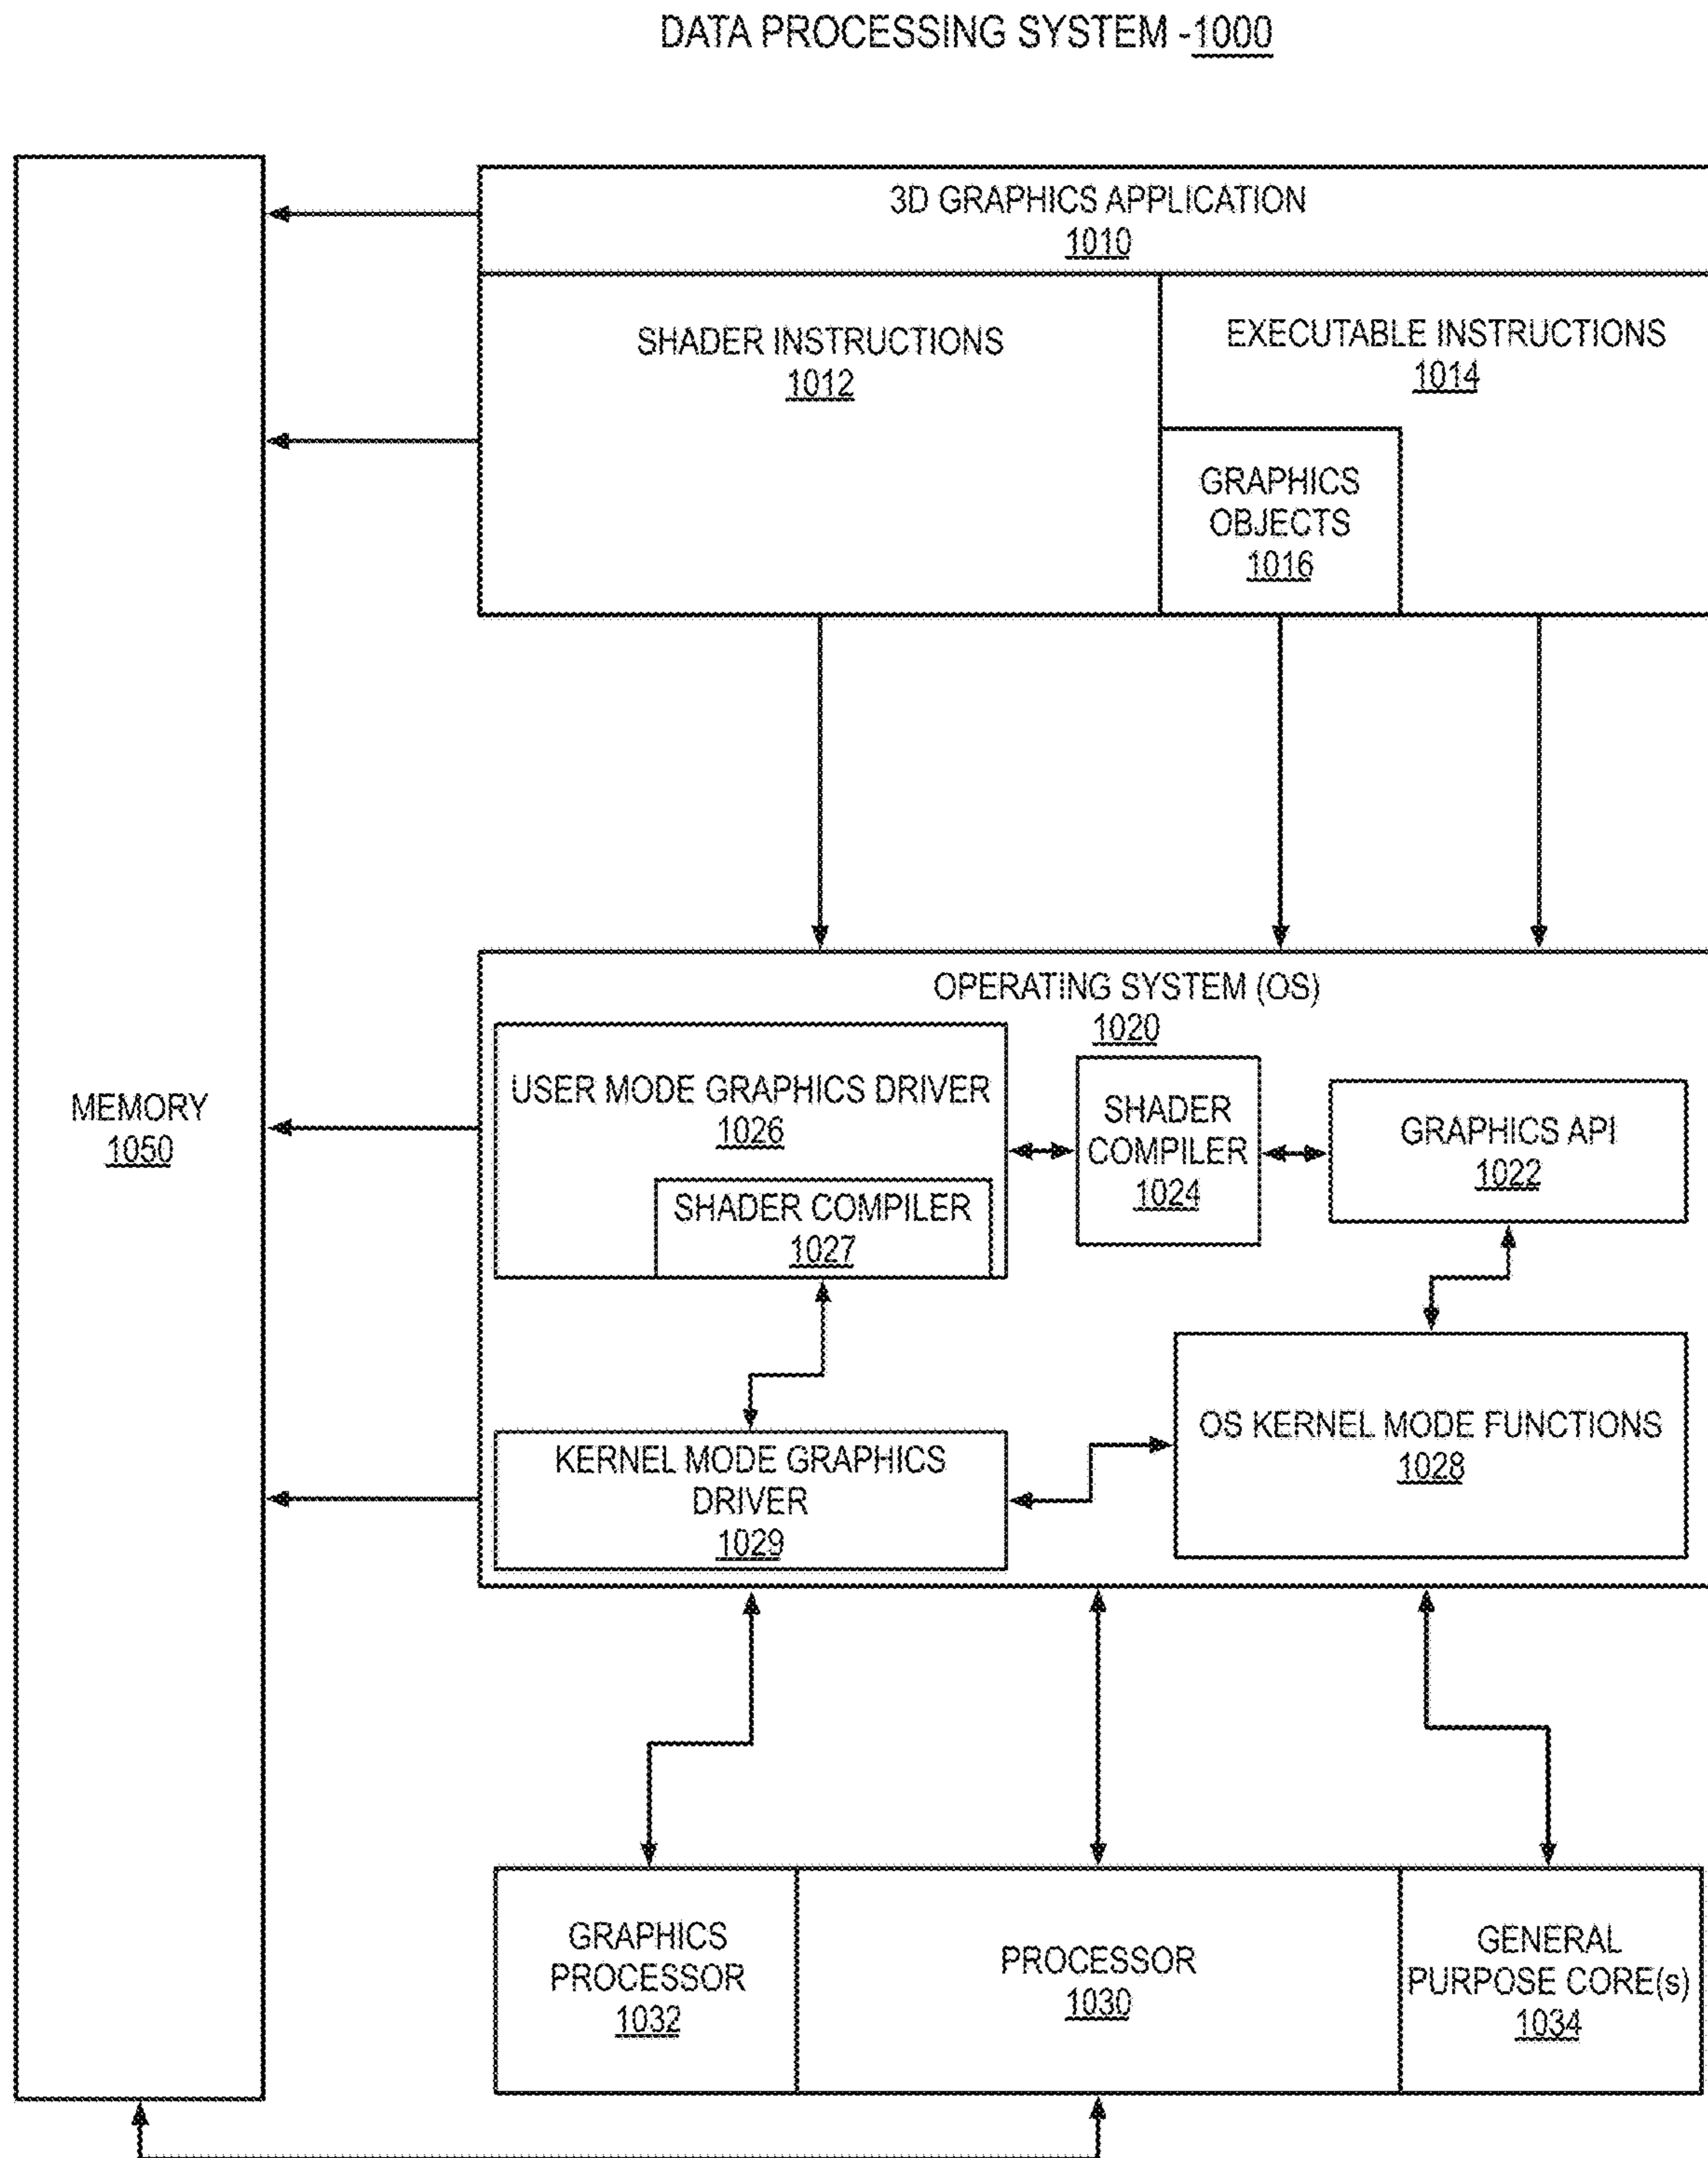 DATA PROCESSING SYSTEM -1000
3D GRAPHICS APPLICATION
1010
SHADER INSTRUCTIONS
1012
EXECUTABLE INSTRUCTIONS
1014
GRAPHICS
OBJECTS
1016
MEMORY
1050
OPERATING SYSTEM (OS)
1020
USER MODE GRAPHICS DRIVER
1026
SHADER COMPILER
1027
SHADER
COMPILER
1024
GRAPHICS API
1022
KERNEL MODE GRAPHICS
DRIVER
1029
OS KERNEL MODE FUNCTIONS
1028
GRAPHICS
PROCESSOR
1032
PROCESSOR
1030
GENERAL
PURPOSE CORE(s)
1034